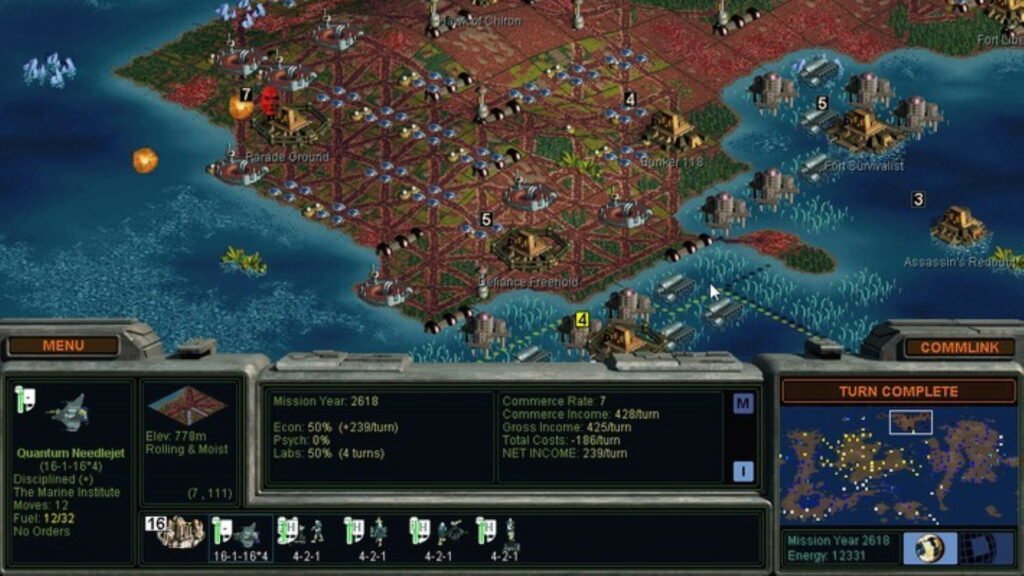 Hawk of Chiron
Fort Libe
7
4
5
Parade Ground
Bunker 118
Fort Survivalist
3
5
Assassin's Redoubt
Defiance Freehold
4
MENU
COMMLINK
TURN COMPLETE
Quantum Needlejet
(16-1-16*4)
Disciplined (+)
The Marine Institute
Moves: 12
Fuel: 12/32
No Orders
Elev: 778m
Rolling & Moist
(7 ,111)
Mission Year: 2618
Econ: 50% (+239/turn)
Psych: 0%
Labs: 50% (4 turns)
Commerce Rate: 7
Commerce Income: 428/turn
Gross Income: 425/turn
Total Costs: -186/turn
NET INCOME: 239/turn
M
I
16
16-1-16*4
H 4-2-1
H 4-2-1
H 4-2-1
H 4-2-1
Mission Year 2618
Energy: 12331